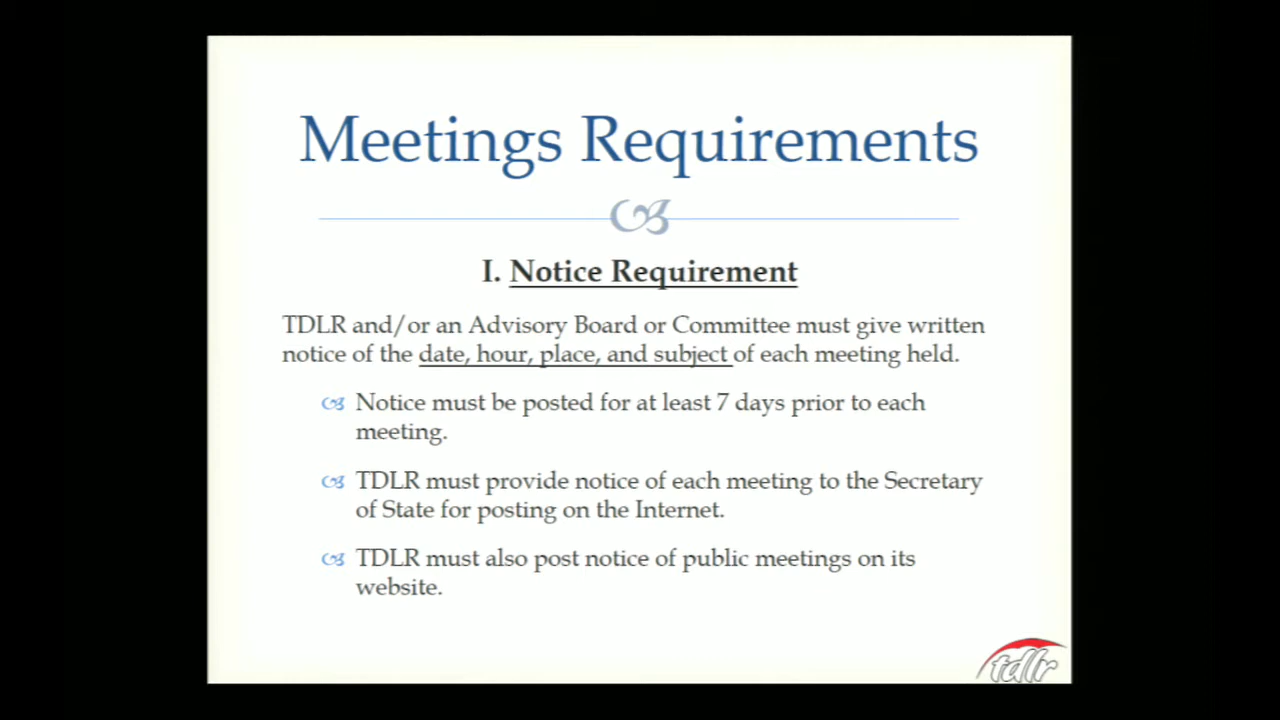 Meetings Requirements
I. Notice Requirement
TDLR and/or an Advisory Board or Committee must give written
notice of the date, hour, place, and subject of each meeting held.
Notice must be posted for at least 7 days prior to each
meeting.
TDLR must provide notice of each meeting to the Secretary
of State for posting on the Internet.
TDLR must also post notice of public meetings on its
website.
tdlr